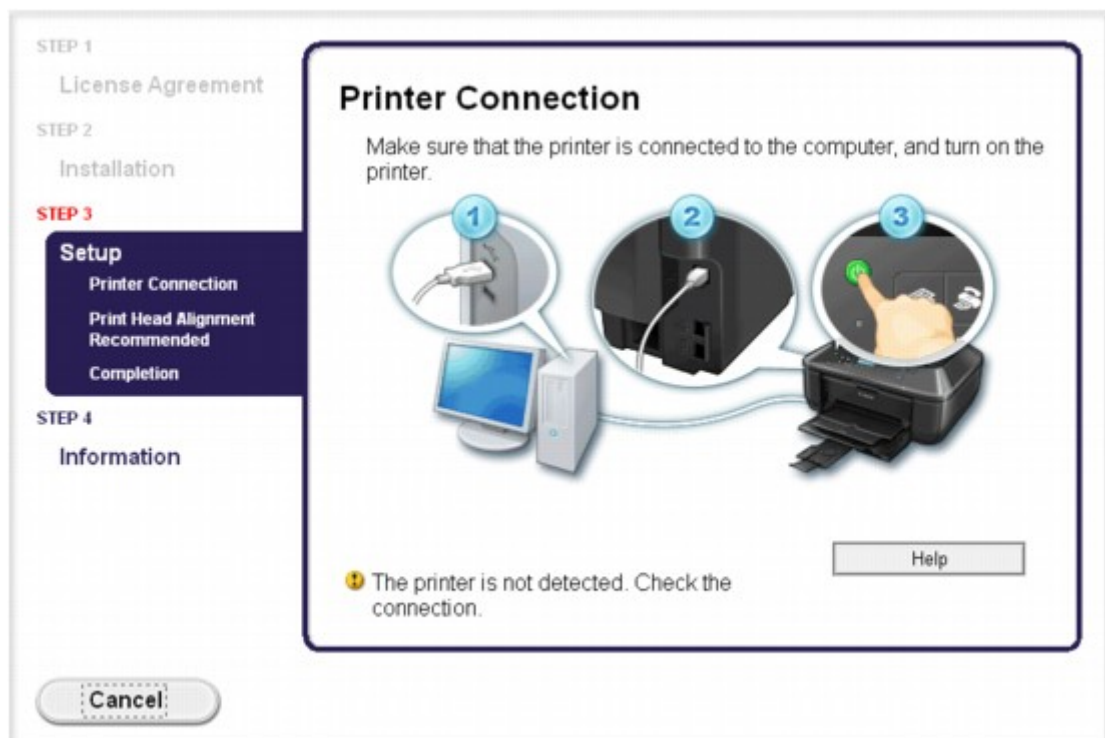 STEP 1
License Agreement
STEP 2
Installation
STEP 3
Setup
Printer Connection
Print Head Alignment
Recommended
Completion
STEP 4
Information
Printer Connection
Make sure that the printer is connected to the computer, and turn on the
printer.
1
2
3
Help
The printer is not detected. Check the
connection.
Cancel